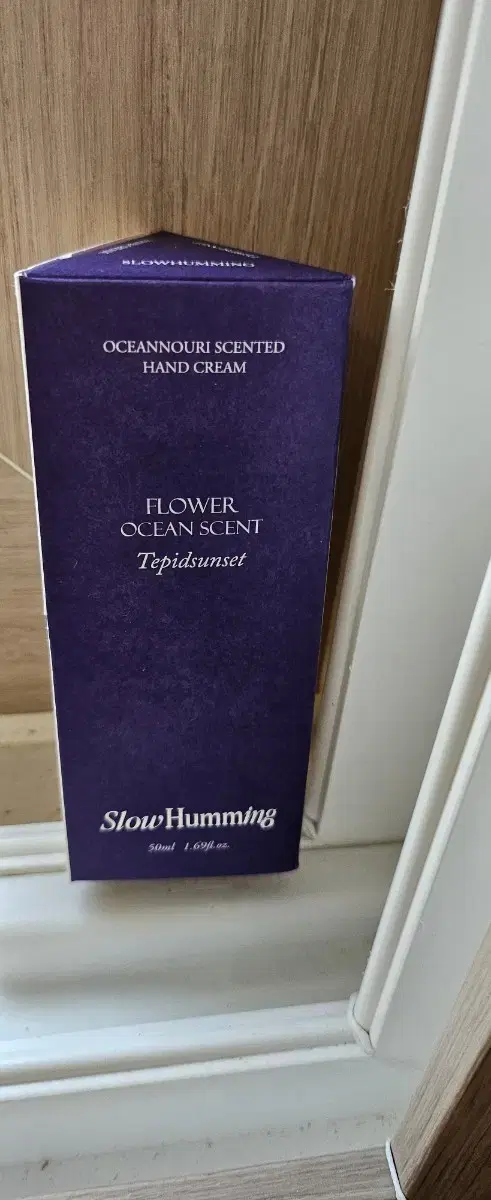 SLOWHUMMING
OCEANNOURI SCENTED
HAND CREAM
FLOWER
OCEAN SCENT
Tepidsunset
SlowHumming
50ml 1.69fl.oz.